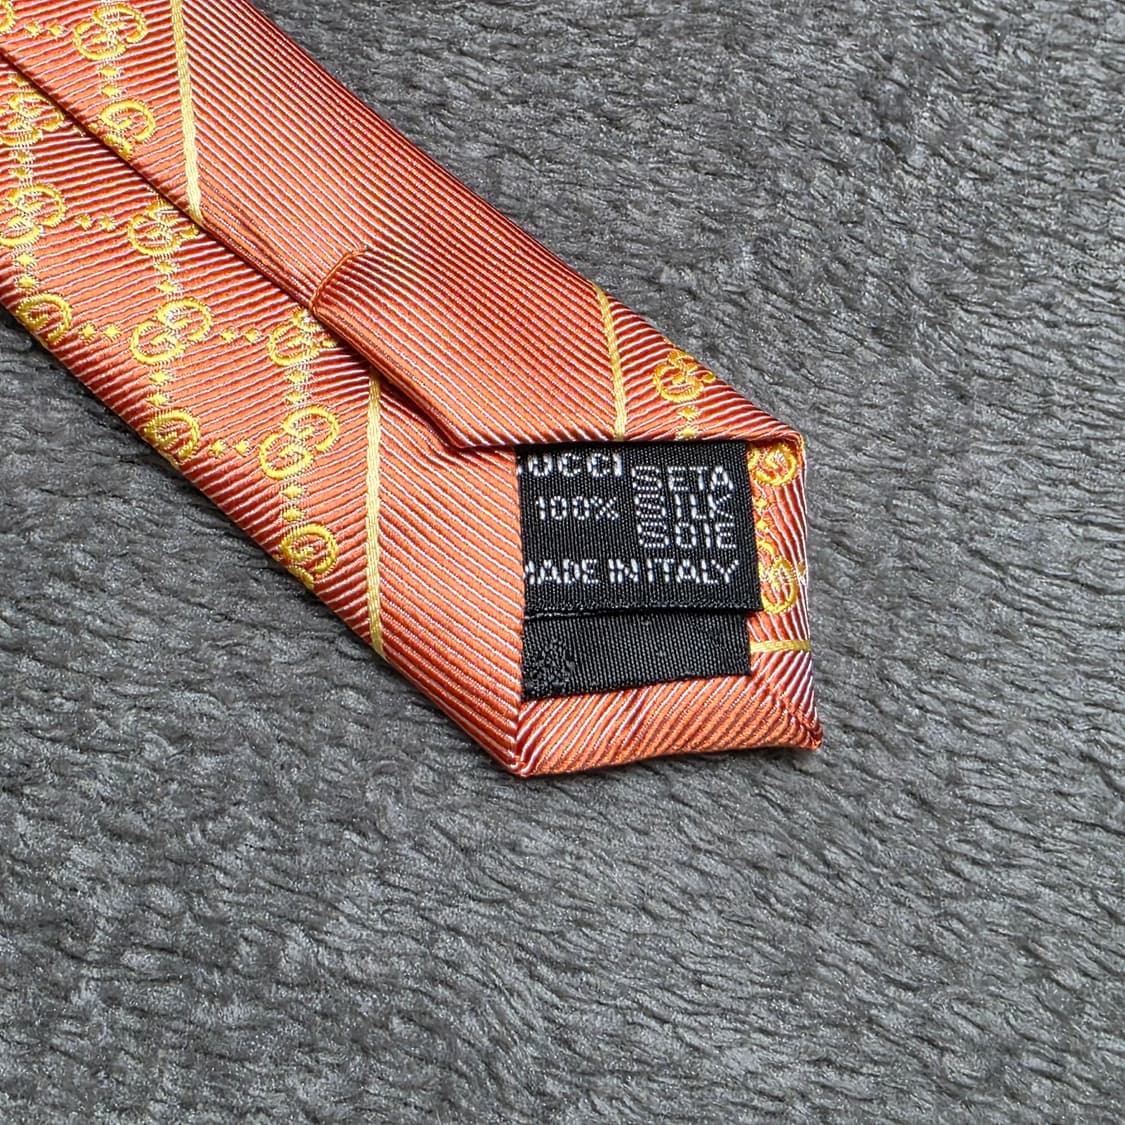 UCCI
100% SETA
SILK
SOIE
MADE IN ITALY